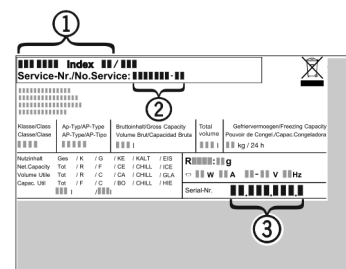 1
Index /
Service-Nr./No.Service: -
2
Klasse/Class Ap-Typ/AP-Type Bruttoinhalt/Gross Capacity Total Gefriervermoegen/Freezing Capacity
Classe/Clase AP-Type/AP-Tipo Volume Brut/Capacidad Bruta volume Pouvoir de Congel./Capac.Congeladora
l l kg / 24 h
Nutzinhalt Ges / K / G / KE / KALT / EIS
Net.Capacity Tot / R / F / CE / CHILL / ICE
Volume Utile Tot / R / C / CA / CHILL / GLA
Capac. Util Tot / F / C / BO / CHILL / HIE
l / l
R : g
W A - V Hz
Serial-Nr. , , ,
3